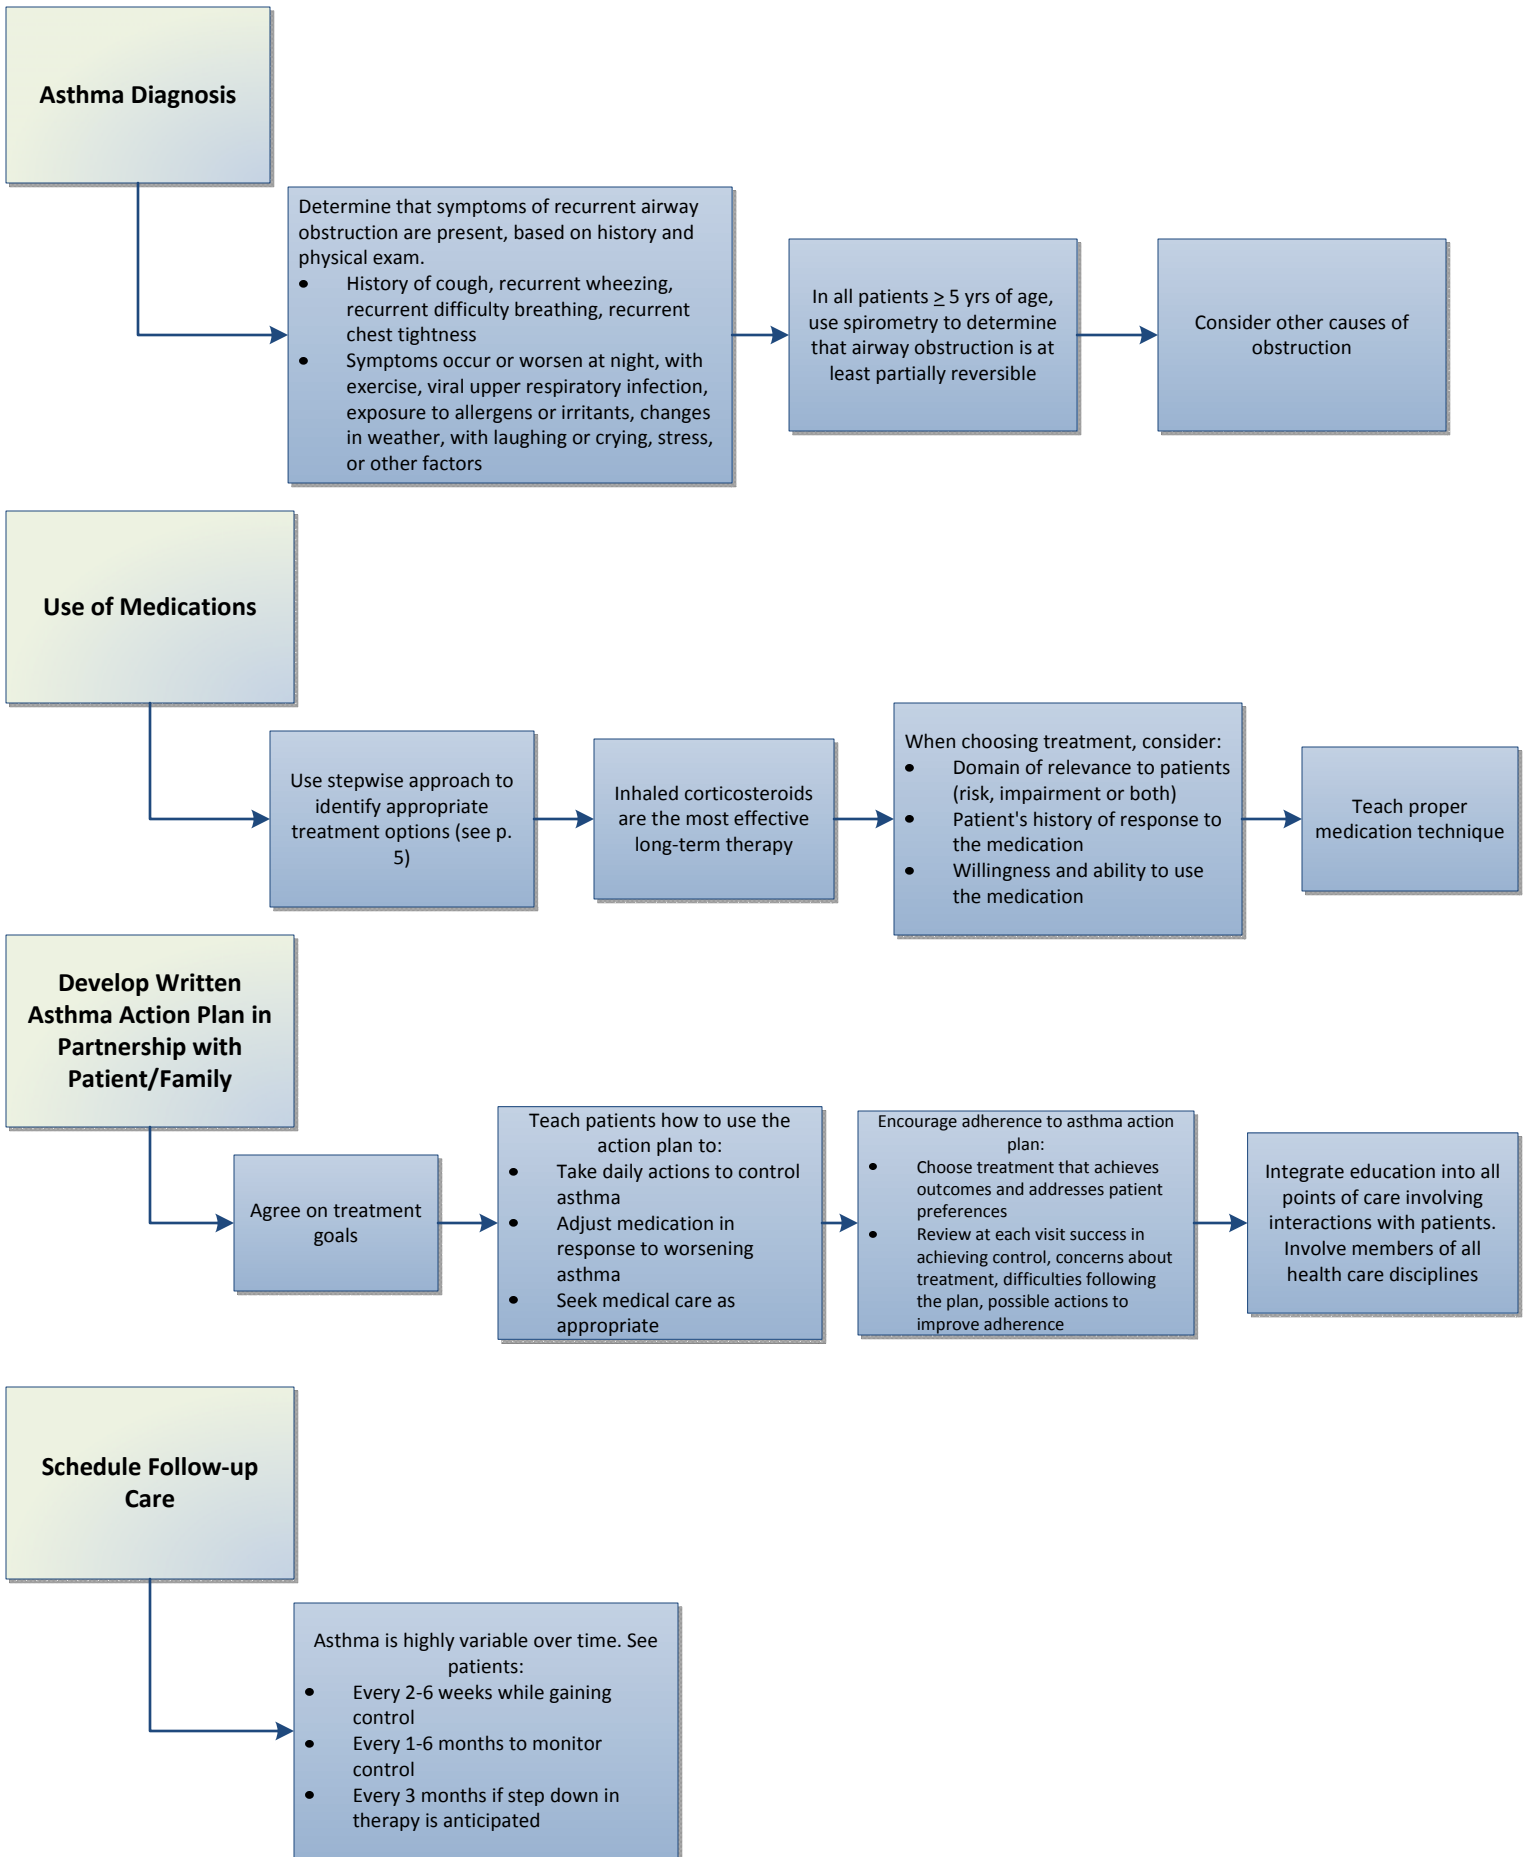 Asthma Diagnosis
Determine that symptoms of recurrent airway
obstruction are present, based on history and
physical exam.
• History of cough, recurrent wheezing,
recurrent difficulty breathing, recurrent
chest tightness
• Symptoms occur or worsen at night, with
exercise, viral upper respiratory infection,
exposure to allergens or irritants, changes
in weather, with laughing or crying, stress,
or other factors
In all patients ≥ 5 yrs of age,
use spirometry to determine
that airway obstruction is at
least partially reversible
Consider other causes of
obstruction
Use of Medications
Use stepwise approach to
identify appropriate
treatment options (see p.
5)
Inhaled corticosteroids
are the most effective
long-term therapy
When choosing treatment, consider:
• Domain of relevance to patients
(risk, impairment or both)
• Patient's history of response to
the medication
• Willingness and ability to use
the medication
Teach proper
medication technique
Develop Written
Asthma Action Plan in
Partnership with
Patient/Family
Agree on treatment
goals
Teach patients how to use the
action plan to:
• Take daily actions to control
asthma
• Adjust medication in
response to worsening
asthma
• Seek medical care as
appropriate
Encourage adherence to asthma action
plan:
• Choose treatment that achieves
outcomes and addresses patient
preferences
• Review at each visit success in
achieving control, concerns about
treatment, difficulties following
the plan, possible actions to
improve adherence
Integrate education into all
points of care involving
interactions with patients.
Involve members of all
health care disciplines
Schedule Follow-up
Care
Asthma is highly variable over time. See
patients:
• Every 2-6 weeks while gaining
control
• Every 1-6 months to monitor
control
• Every 3 months if step down in
therapy is anticipated